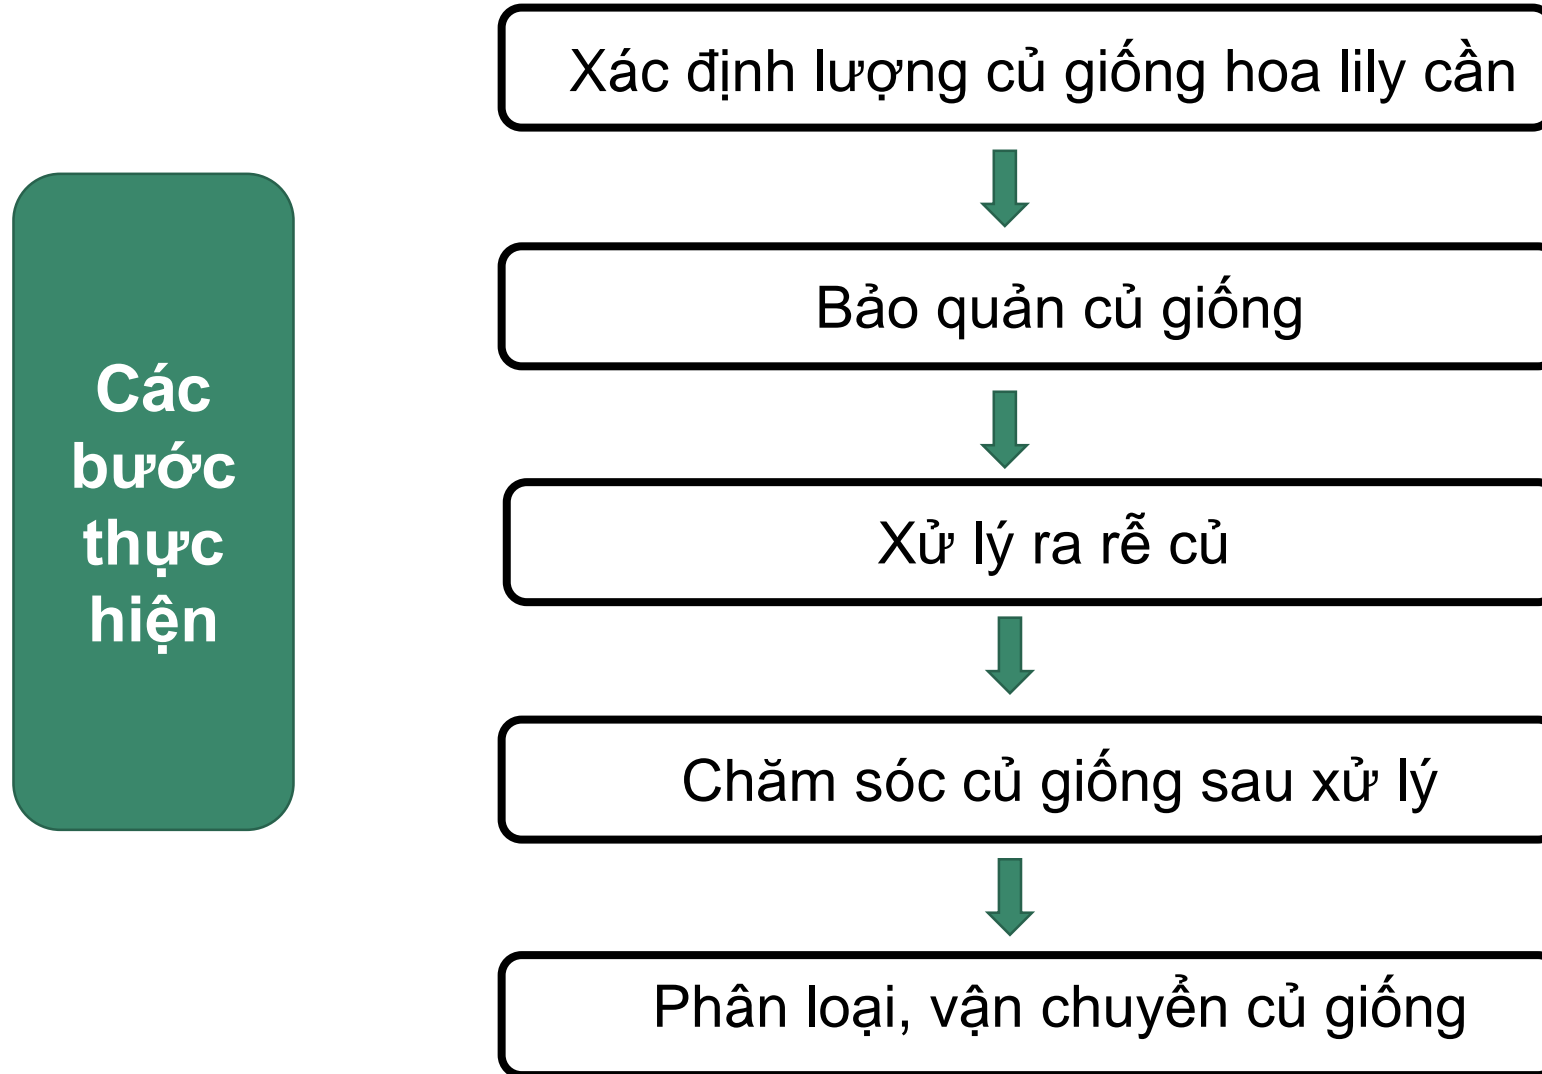 Xác định lượng củ giống hoa lily cần
Bảo quản củ giống
Các
bước
thực
hiện
Xử lý ra rễ củ
Chăm sóc củ giống sau xử lý
Phân loại, vận chuyển củ giống